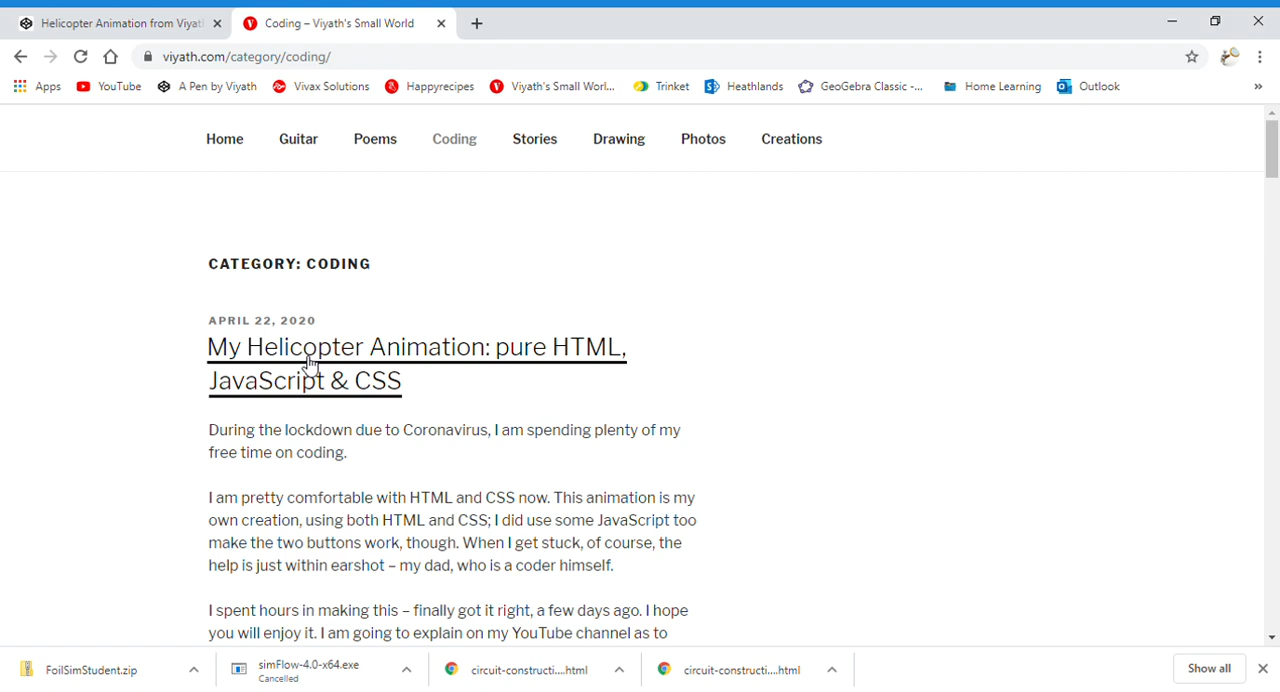 Helicopter Animation from Viyath
Coding – Viyath's Small World
viyath.com/category/coding/
Apps YouTube A Pen by Viyath Vivax Solutions Happyrecipes Viyath's Small Worl... Trinket Heathlands GeoGebra Classic -... Home Learning Outlook »
Home Guitar Poems Coding Stories Drawing Photos Creations
CATEGORY: CODING
APRIL 22, 2020
My Helicopter Animation: pure HTML,
JavaScript & CSS
During the lockdown due to Coronavirus, I am spending plenty of my
free time on coding.
I am pretty comfortable with HTML and CSS now. This animation is my
own creation, using both HTML and CSS; I did use some JavaScript too
make the two buttons work, though. When I get stuck, of course, the
help is just within earshot – my dad, who is a coder himself.
I spent hours in making this – finally got it right, a few days ago. I hope
you will enjoy it. I am going to explain on my YouTube channel as to
FoilSimStudent.zip
simFlow-4.0-x64.exe
Cancelled
circuit-constructi....html
circuit-constructi....html
Show all